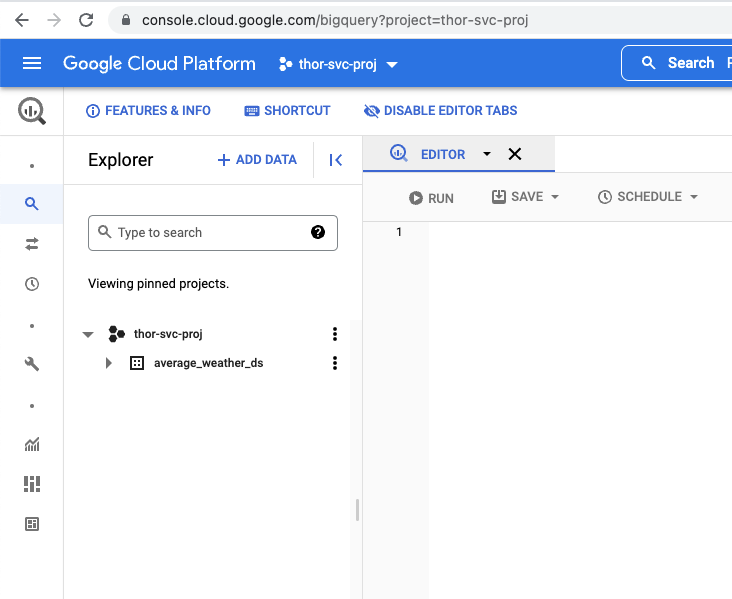 console.cloud.google.com/bigquery?project=thor-svc-proj
Google Cloud Platform thor-svc-proj Search
FEATURES & INFO SHORTCUT DISABLE EDITOR TABS
Explorer + ADD DATA EDITOR
RUN SAVE SCHEDULE
Type to search
1
Viewing pinned projects.
thor-svc-proj
average_weather_ds